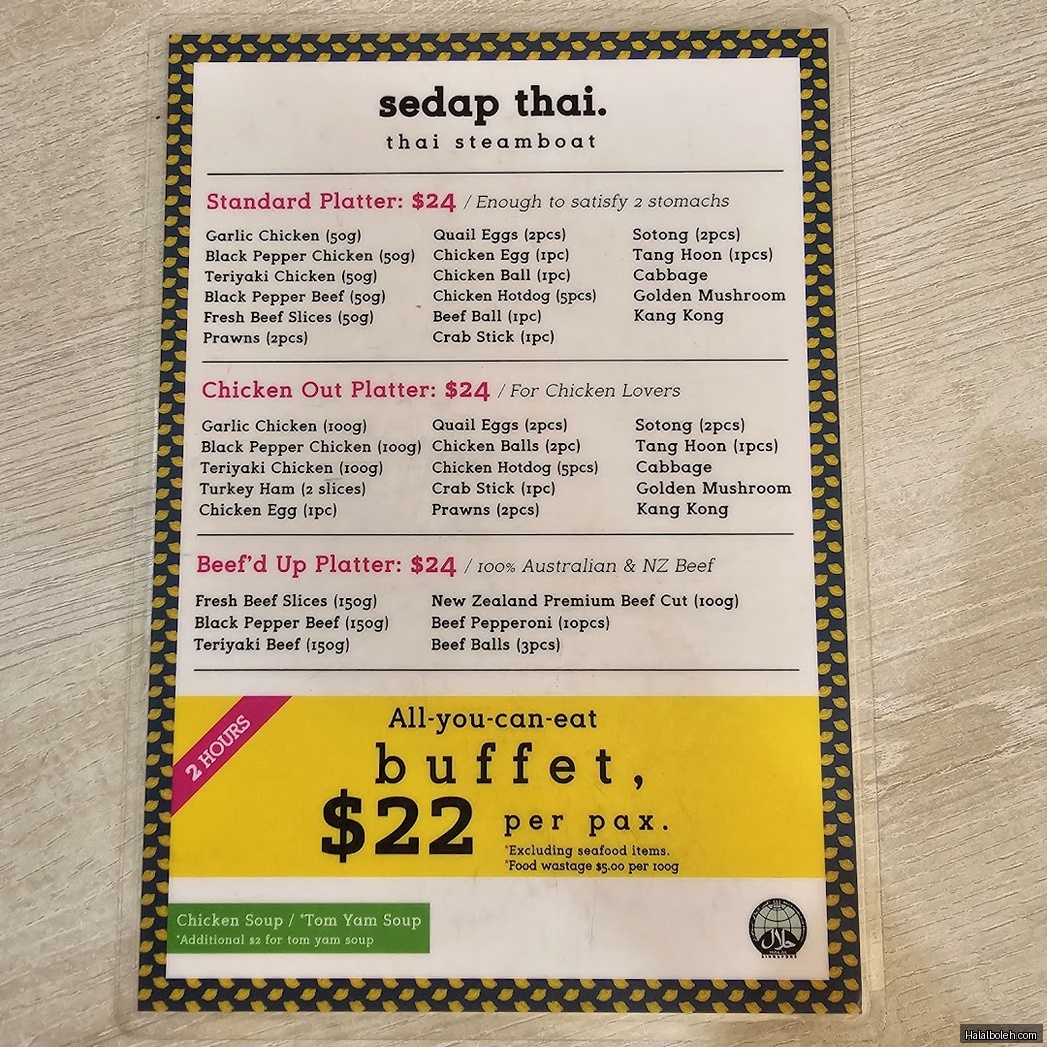 sedap thai.
thai steamboat
Standard Platter: $24 / Enough to satisfy 2 stomachs
Garlic Chicken (50g)
Black Pepper Chicken (50g)
Teriyaki Chicken (50g)
Black Pepper Beef (50g)
Fresh Beef Slices (50g)
Prawns (2pcs)
Quail Eggs (2pcs)
Chicken Egg (1pc)
Chicken Ball (1pc)
Chicken Hotdog (5pcs)
Beef Ball (1pc)
Crab Stick (1pc)
Sotong (2pcs)
Tang Hoon (1pcs)
Cabbage
Golden Mushroom
Kang Kong
Chicken Out Platter: $24 / For Chicken Lovers
Garlic Chicken (100g)
Black Pepper Chicken (100g)
Teriyaki Chicken (100g)
Turkey Ham (2 slices)
Chicken Egg (1pc)
Quail Eggs (2pcs)
Chicken Balls (2pc)
Chicken Hotdog (5pcs)
Crab Stick (1pc)
Prawns (2pcs)
Sotong (2pcs)
Tang Hoon (1pcs)
Cabbage
Golden Mushroom
Kang Kong
Beef'd Up Platter: $24 / 100% Australian & NZ Beef
Fresh Beef Slices (150g)
Black Pepper Beef (150g)
Teriyaki Beef (150g)
New Zealand Premium Beef Cut (100g)
Beef Pepperoni (10pcs)
Beef Balls (3pcs)
2 HOURS
All-you-can-eat
buffet,
$22 per pax.
*Excluding seafood items.
*Food wastage $5.00 per 100g
Chicken Soup / *Tom Yam Soup
*Additional $2 for tom yam soup
حلال
SINGAPORE
Halalboleh.com